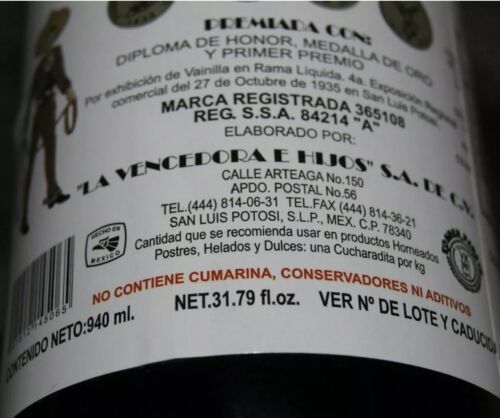 PREMIADA CON:
DIPLOMA DE HONOR, MEDALLA DE ORO
Y PRIMER PREMIO
Por exhibición de Vainilla en Rama Liquida. 4a. Exposición Regional
comercial del 27 de Octubre de 1935 en San Luis Potosí.
MARCA REGISTRADA 365108
REG. S.S.A. 84214 "A"
ELABORADO POR:
"LA VENCEDORA E HIJOS" S.A. DE C.V.
CALLE ARTEAGA No.150
APDO. POSTAL No.56
TEL.(444) 814-06-31 TEL.FAX (444) 814-36-21
SAN LUIS POTOSI, S.L.P., MEX. C.P. 78340
HECHO EN
MEXICO
Cantidad que se recomienda usar en productos Horneados
Postres, Helados y Dulces: una Cucharadita por kg
NO CONTIENE CUMARINA, CONSERVADORES NI ADITIVOS
CONTENIDO NETO:940 ml.
NET.31.79 fl.oz.
VER Nº DE LOTE Y CADUCIDA